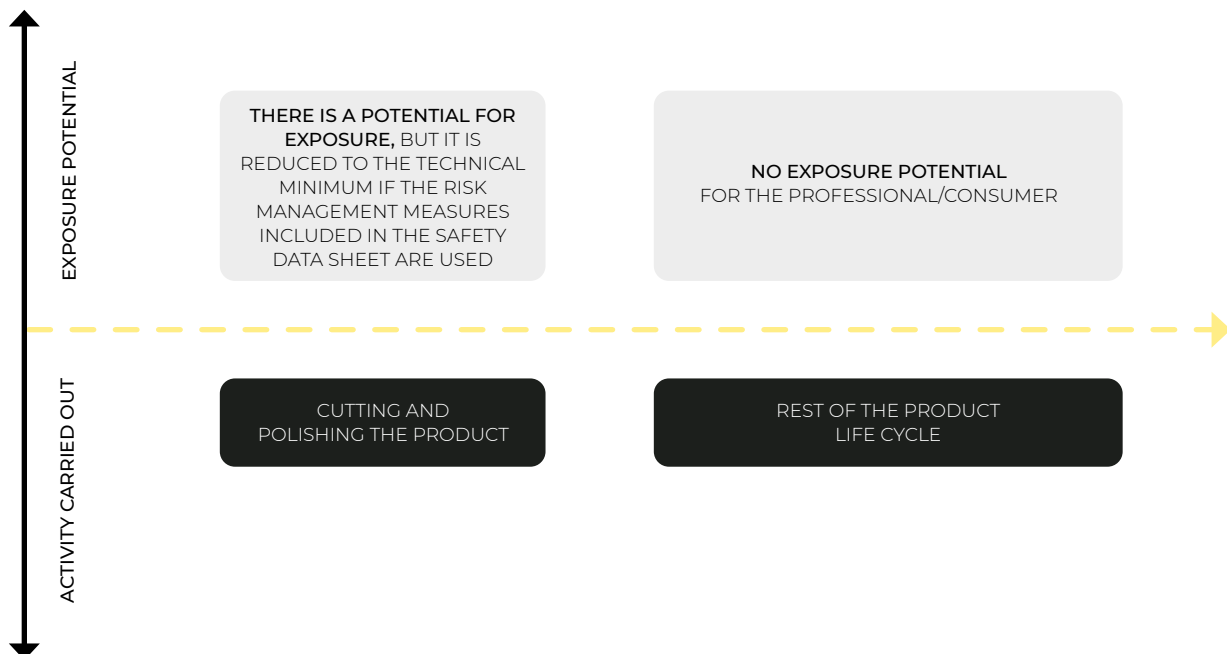 EXPOSURE POTENTIAL
THERE IS A POTENTIAL FOR
EXPOSURE, BUT IT IS
REDUCED TO THE TECHNICAL
MINIMUM IF THE RISK
MANAGEMENT MEASURES
INCLUDED IN THE SAFETY
DATA SHEET ARE USED
NO EXPOSURE POTENTIAL
FOR THE PROFESSIONAL/CONSUMER
ACTIVITY CARRIED OUT
CUTTING AND
POLISHING THE PRODUCT
REST OF THE PRODUCT
LIFE CYCLE